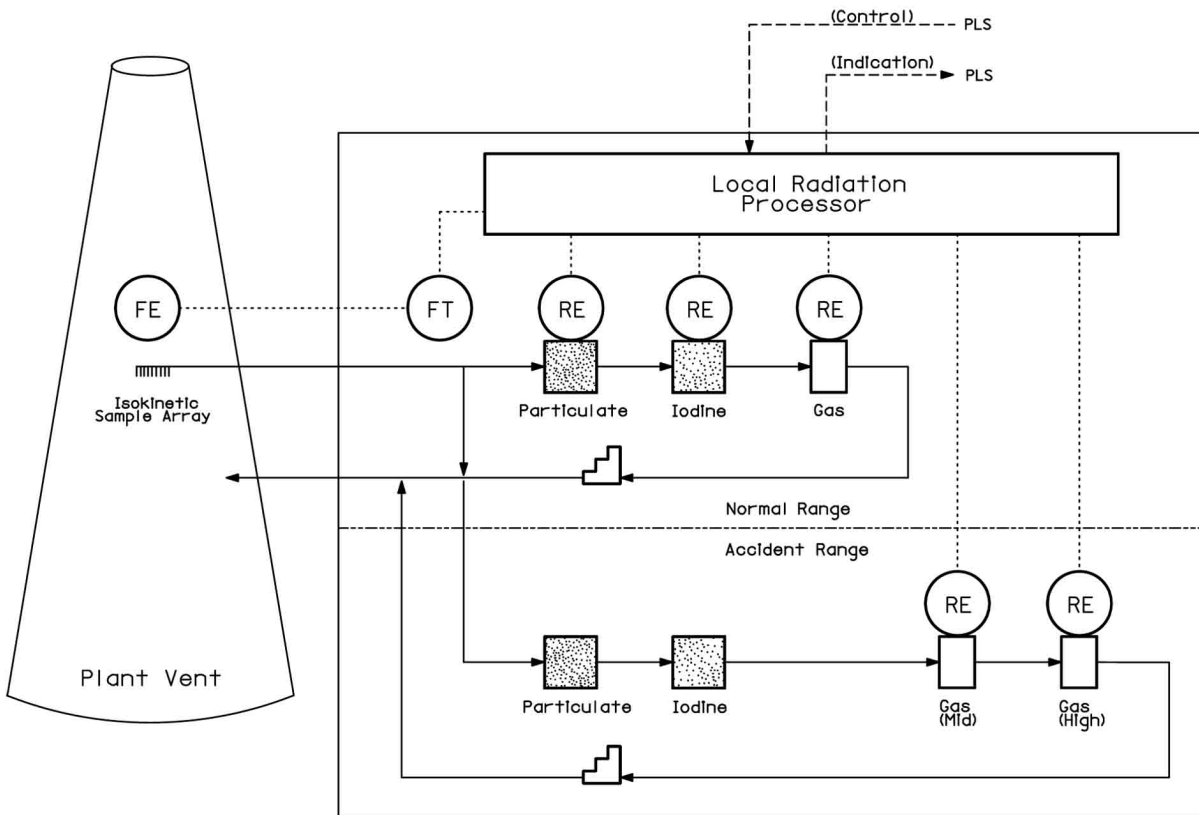 (Control)
PLS
(Indication)
PLS
Local Radiation
Processor
FE
FT
RE
RE
RE
Isokinetic
Sample Array
Particulate
Iodine
Gas
Normal Range
Accident Range
RE
RE
Plant Vent
Particulate
Iodine
Gas
(Mid)
Gas
(High)